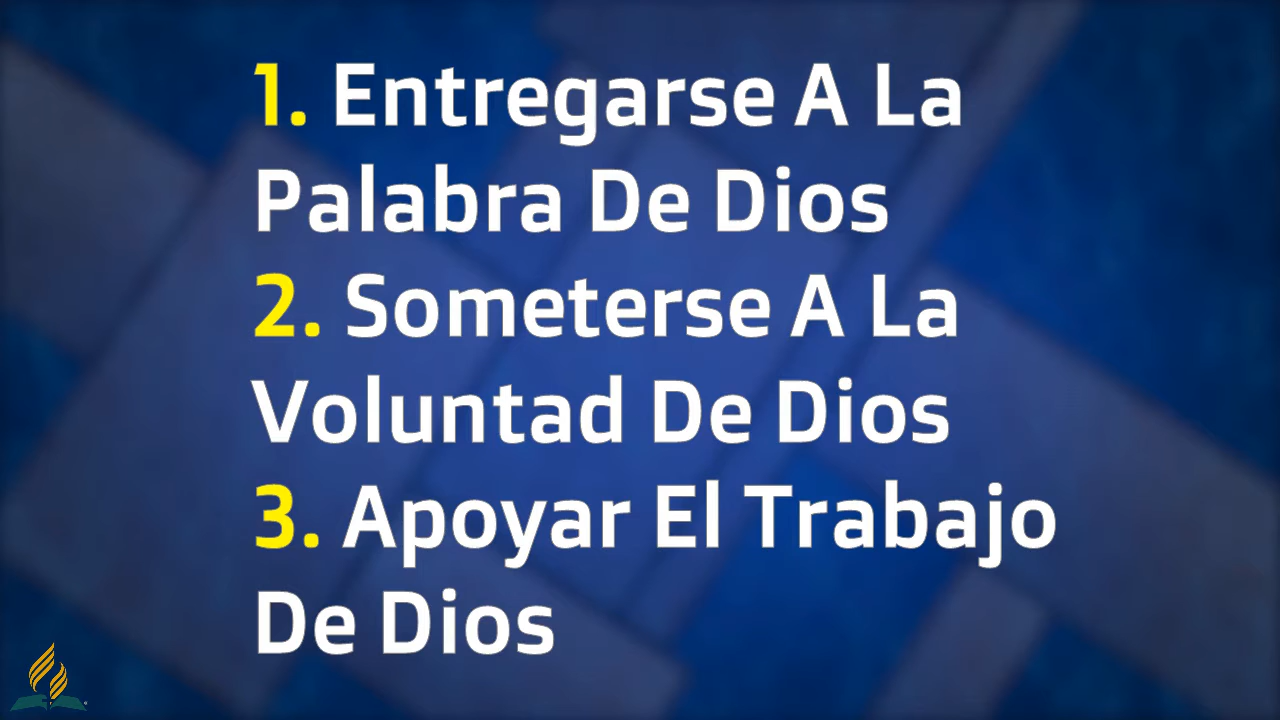 1. Entregarse A La
Palabra De Dios
2. Someterse A La
Voluntad De Dios
3. Apoyar El Trabajo
De Dios